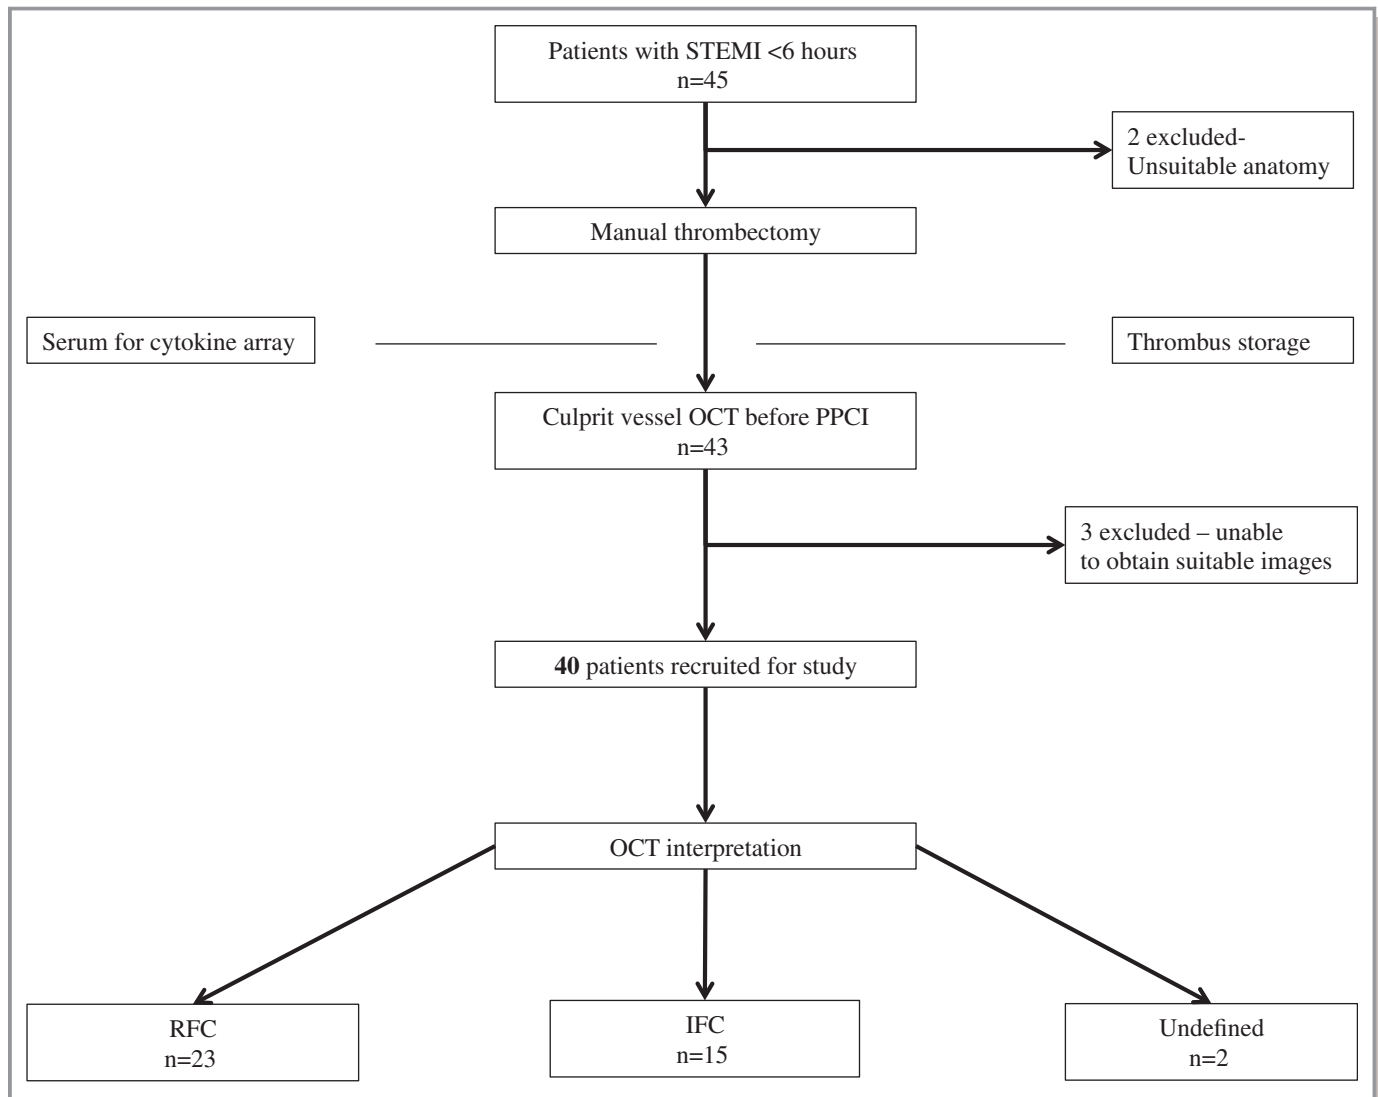 Patients with STEMI <6 hours
n=45
2 excluded-
Unsuitable anatomy
Manual thrombectomy
Serum for cytokine array
Thrombus storage
Culprit vessel OCT before PPCI
n=43
3 excluded – unable
to obtain suitable images
40 patients recruited for study
OCT interpretation
RFC
n=23
IFC
n=15
Undefined
n=2